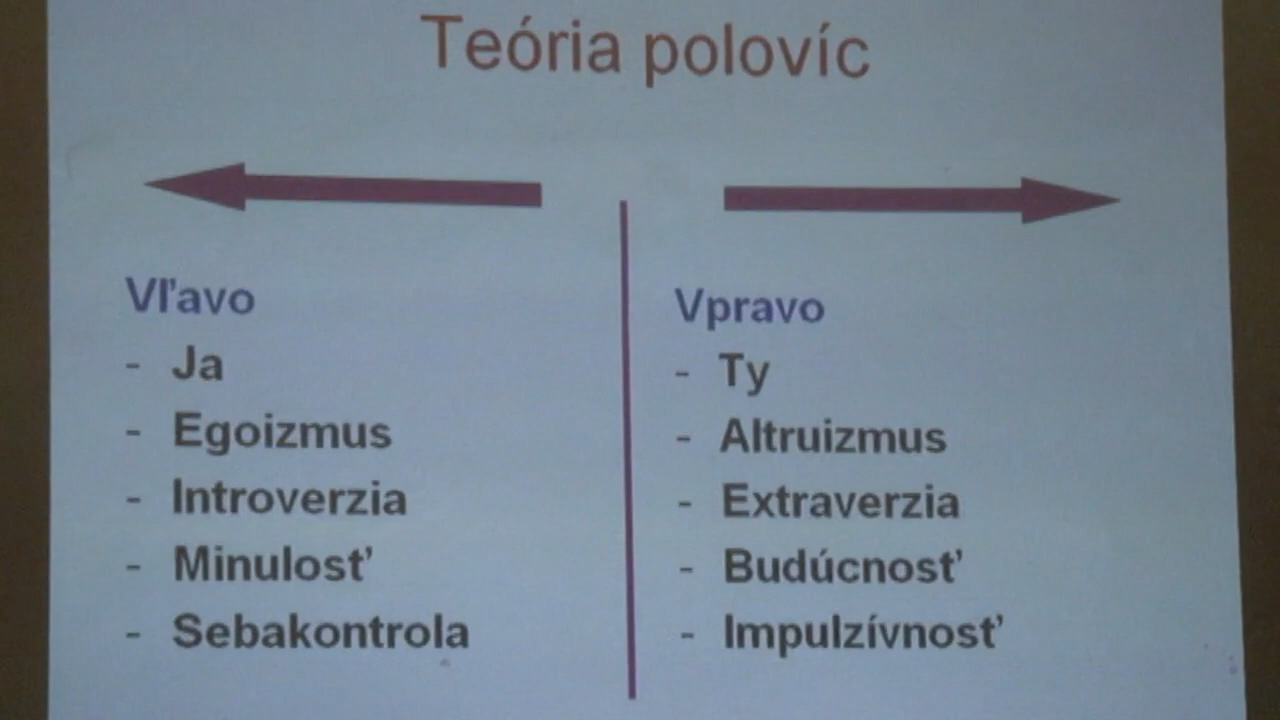 Teória polovíc
Vľavo
- Ja
- Egoizmus
- Introverzia
- Minulosť
- Sebakontrola
Vpravo
- Ty
- Altruizmus
- Extraverzia
- Budúcnosť
- Impulzívnosť